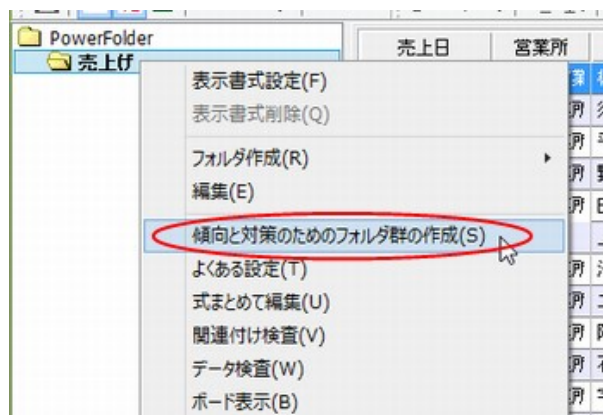 PowerFolder
売上げ
売上日 営業所
表示書式設定(F)
表示書式削除(Q)
フォルダ作成(R)
編集(E)
傾向と対策のためのフォルダ群の作成(S)
よくある設定(T)
式まとめて編集(U)
関連付け検査(V)
データ検査(W)
ボード表示(B)